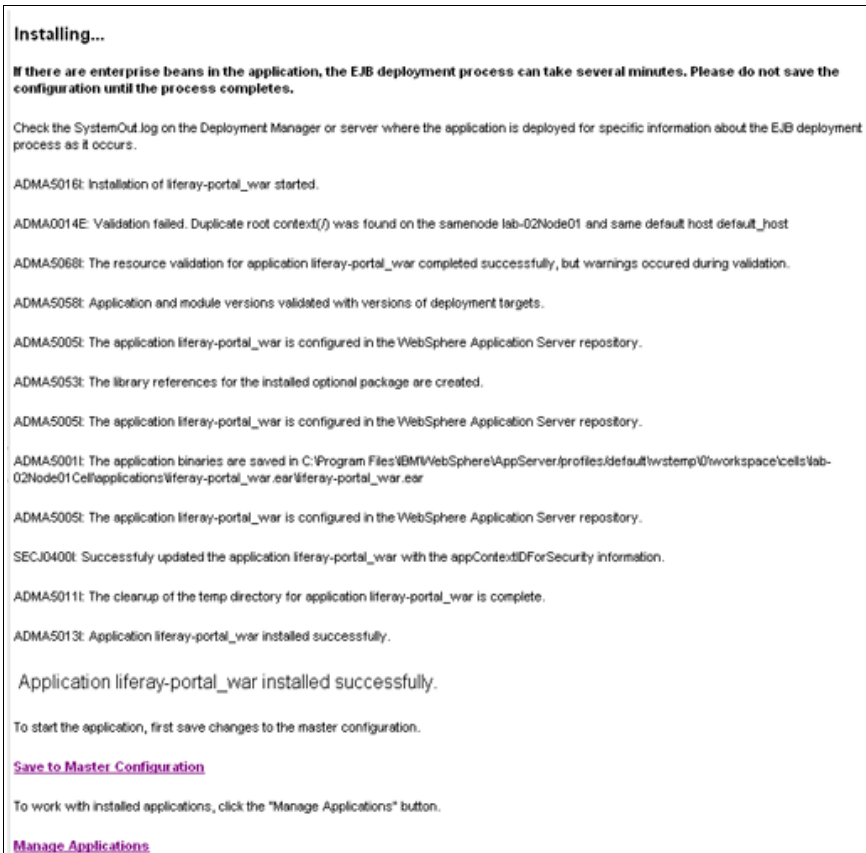 Installing...
If there are enterprise beans in the application, the EJB deployment process can take several minutes. Please do not save the
configuration until the process completes.
Check the SystemOut.log on the Deployment Manager or server where the application is deployed for specific information about the EJB deployment
process as it occurs.
ADMA5016I: Installation of liferay-portal_war started.
ADMA0014E: Validation failed. Duplicate root context(/) was found on the samenode lab-02Node01 and same default host default_host
ADMA5068I: The resource validation for application liferay-portal_war completed successfully, but warnings occured during validation.
ADMA5058I: Application and module versions validated with versions of deployment targets.
ADMA5005I: The application liferay-portal_war is configured in the WebSphere Application Server repository.
ADMA5053I: The library references for the installed optional package are created.
ADMA5005I: The application liferay-portal_war is configured in the WebSphere Application Server repository.
ADMA5001I: The application binaries are saved in C:\Program Files\IBM\WebSphere\AppServer/profiles/default\wstemp\0\workspace\cells\lab-
02Node01Cell\applications\liferay-portal_war.ear\liferay-portal_war.ear
ADMA5005I: The application liferay-portal_war is configured in the WebSphere Application Server repository.
SECJ0400I: Successfuly updated the application liferay-portal_war with the appContextIDForSecurity information.
ADMA5011I: The cleanup of the temp directory for application liferay-portal_war is complete.
ADMA5013I: Application liferay-portal_war installed successfully.
Application liferay-portal_war installed successfully.
To start the application, first save changes to the master configuration.
Save to Master Configuration
To work with installed applications, click the "Manage Applications" button.
Manage Applications